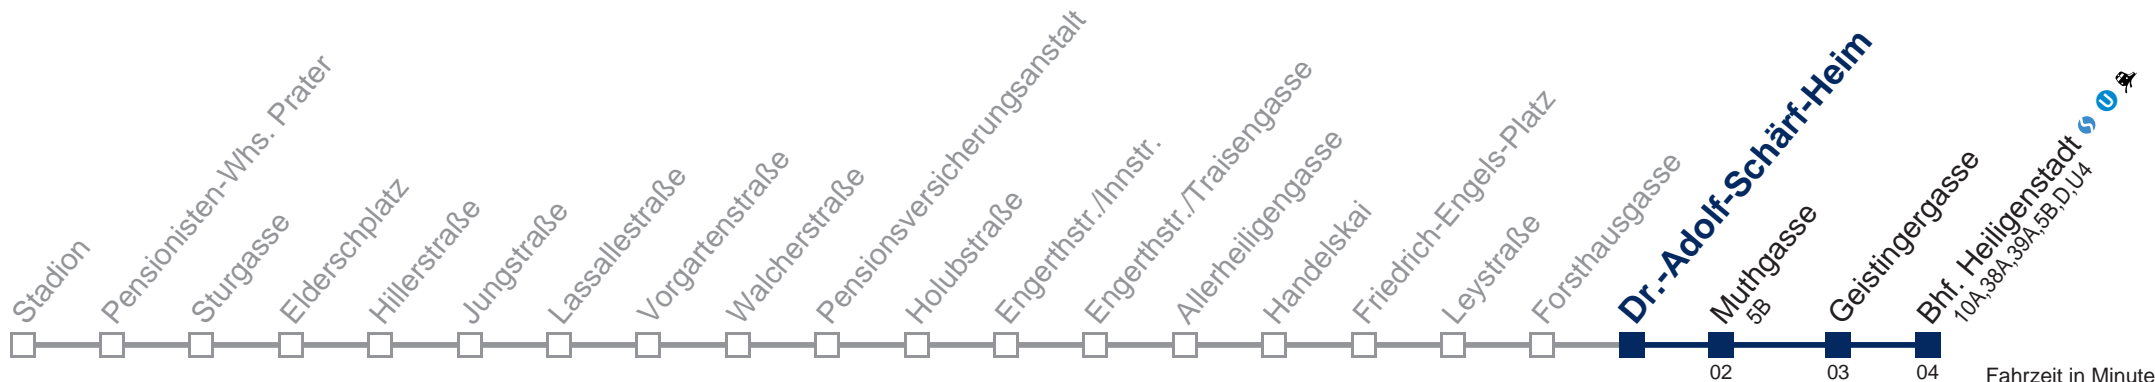 Stadion
Pensionisten-Whs. Prater
Sturgasse
Elderschplatz
Hillerstraße
Jungstraße
Lassallestraße
Vorgartenstraße
Walcherstraße
Pensionsversicherungsanstalt
Holubstraße
Engerthstr./Innstr.
Engerthstr./Traisengasse
Allerheiligengasse
Handelskai
Friedrich-Engels-Platz
Leystraße
Forsthausgasse
Dr.-Adolf-Schärf-Heim
Muthgasse
5B
Geistingergasse
Bhf. Heiligenstadt S U
10A,38A,39A,5B,D,U4
02 03 04 Fahrzeit in Minute